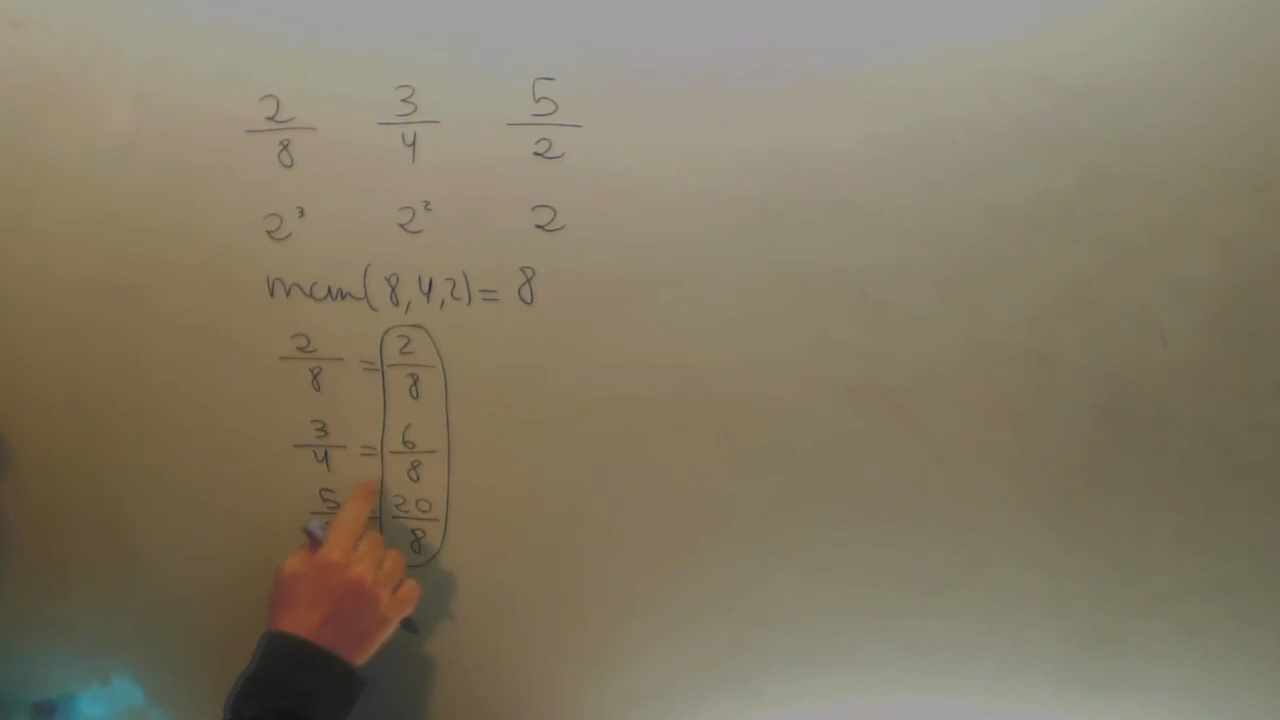 2/8 3/4 5/2
2³ 2² 2
mcm(8,4,2)= 8
2/8 = 2/8
3/4 = 6/8
5/ = 20/8